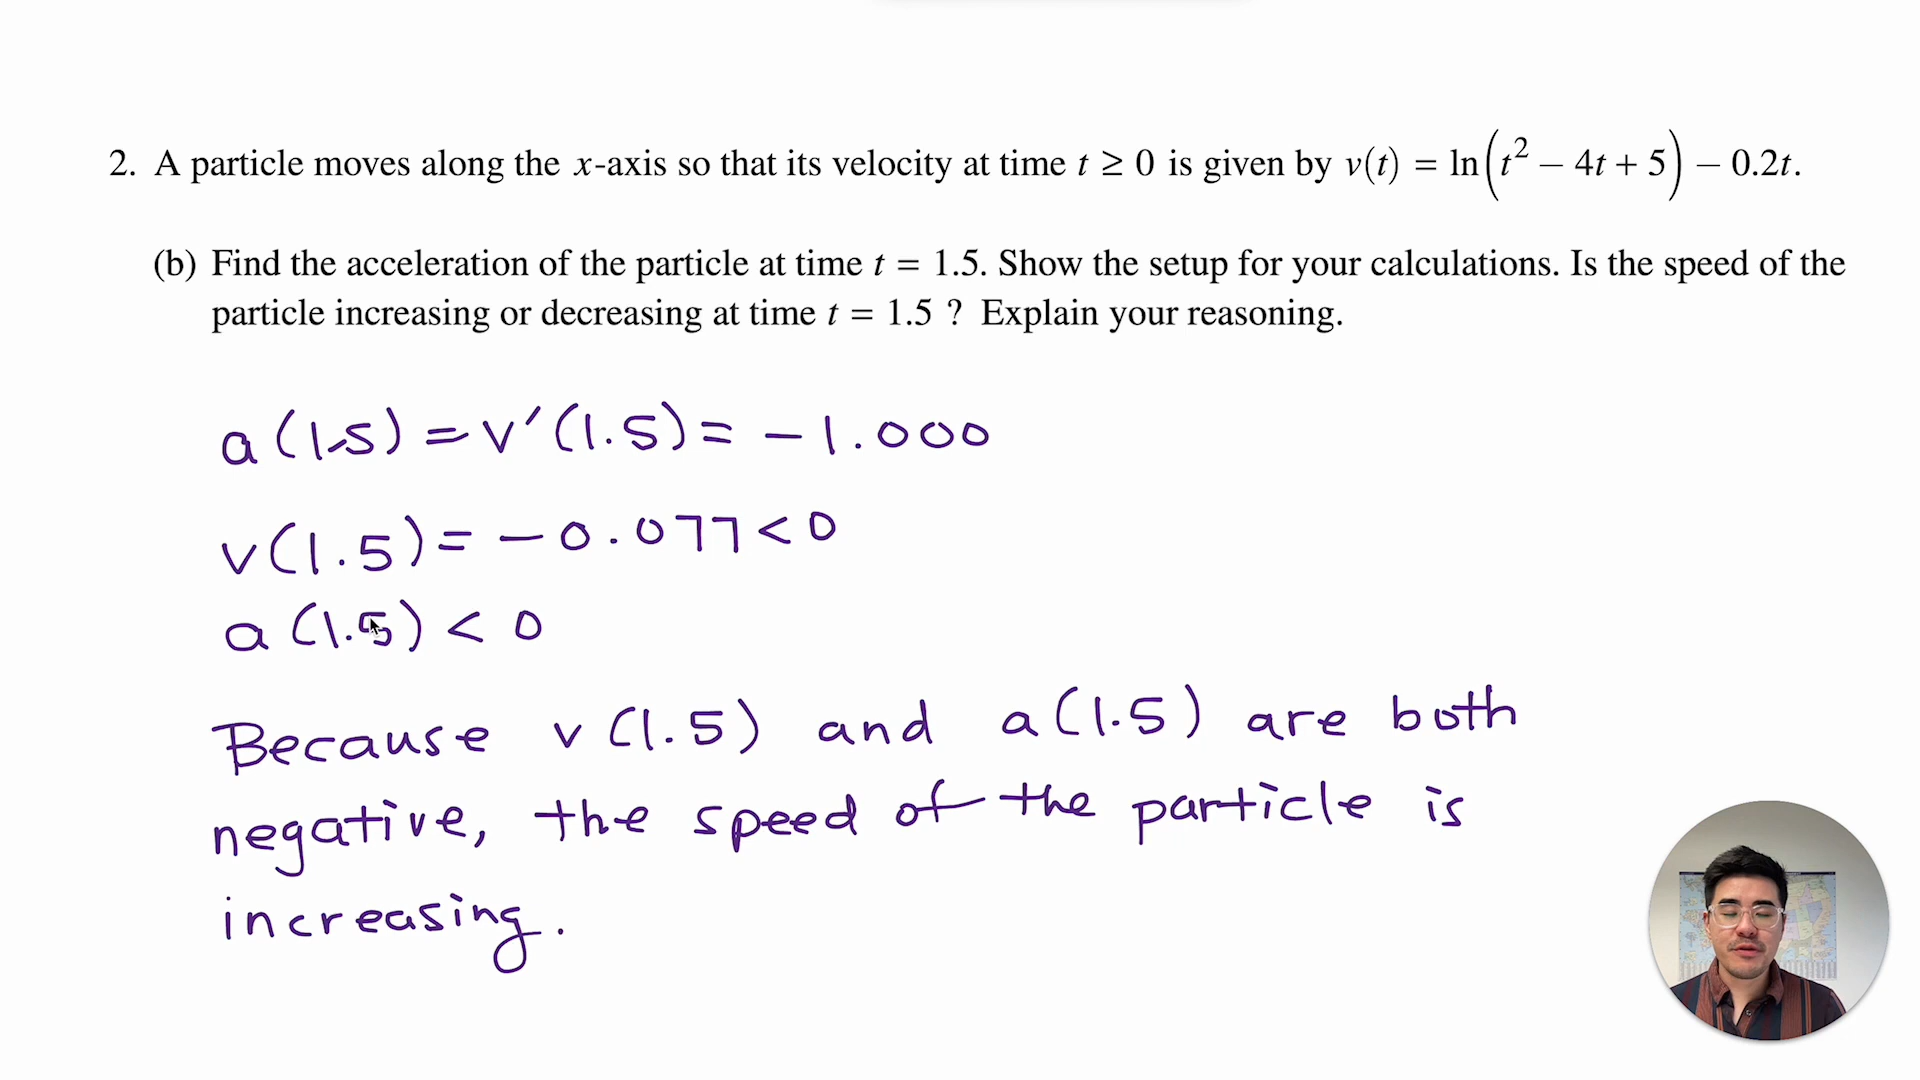 2. A particle moves along the x-axis so that its velocity at time t ≥ 0 is given by v(t) = ln(t² − 4t + 5) − 0.2t.
(b) Find the acceleration of the particle at time t = 1.5. Show the setup for your calculations. Is the speed of the
particle increasing or decreasing at time t = 1.5 ? Explain your reasoning.
a(1.5) = v′(1.5) = −1.000
v(1.5) = −0.077 < 0
a(1.5) < 0
Because v(1.5) and a(1.5) are both
negative, the speed of the particle is
increasing.